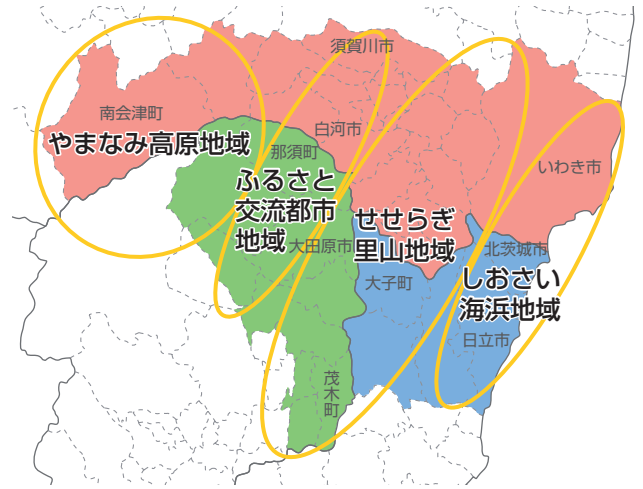 須賀川市
南会津町
白河市
やまなみ高原地域
那須町
いわき市
ふるさと
交流都市
地域
せせらぎ
里山地域
大田原市
北茨城市
大子町
しおさい
海浜地域
日立市
茂木町